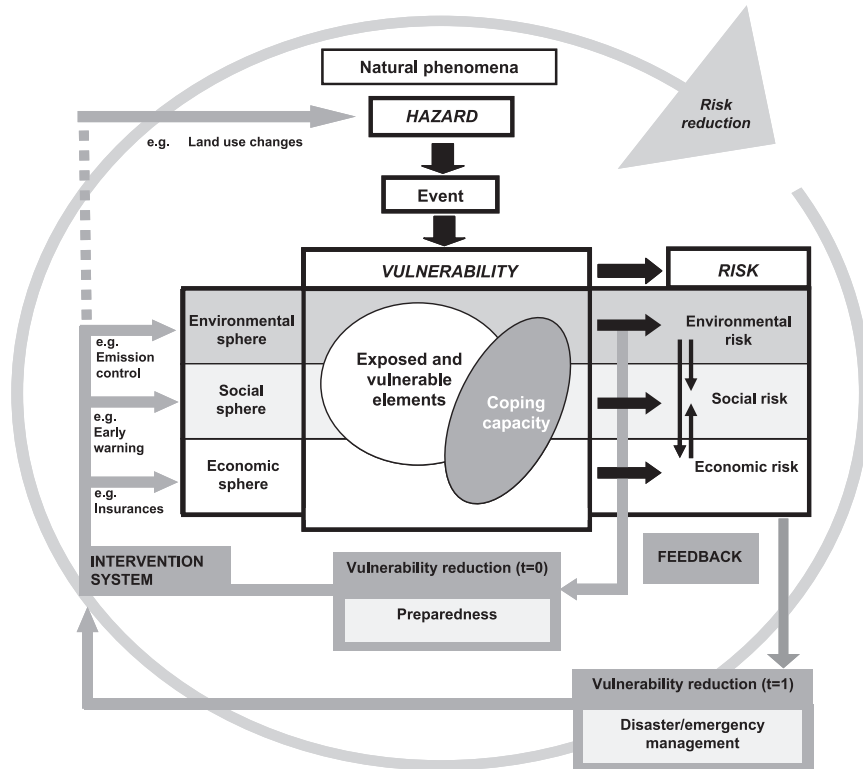 Natural phenomena
Risk
reduction
HAZARD
e.g. Land use changes
Event
VULNERABILITY
RISK
Environmental
sphere
Environmental
risk
e.g.
Emission
control
Exposed and
vulnerable
elements
Coping
capacity
Social
sphere
Social risk
e.g.
Early
warning
Economic
sphere
Economic risk
e.g.
Insurances
INTERVENTION
SYSTEM
Vulnerability reduction (t=0)
Preparedness
FEEDBACK
Vulnerability reduction (t=1)
Disaster/emergency
management